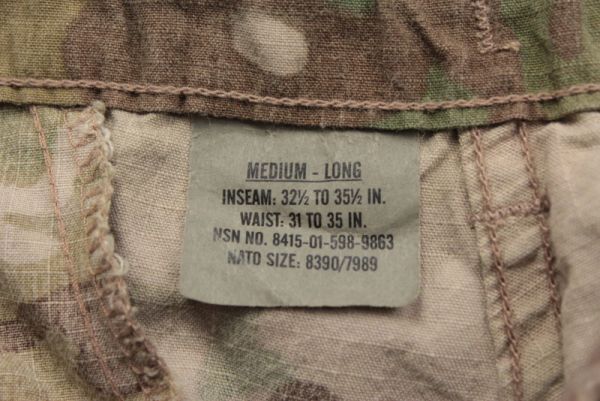 MEDIUM - LONG
INSEAM: 32½ TO 35½ IN.
WAIST: 31 TO 35 IN.
NSN NO. 8415-01-598-9863
NATO SIZE: 8390/7989